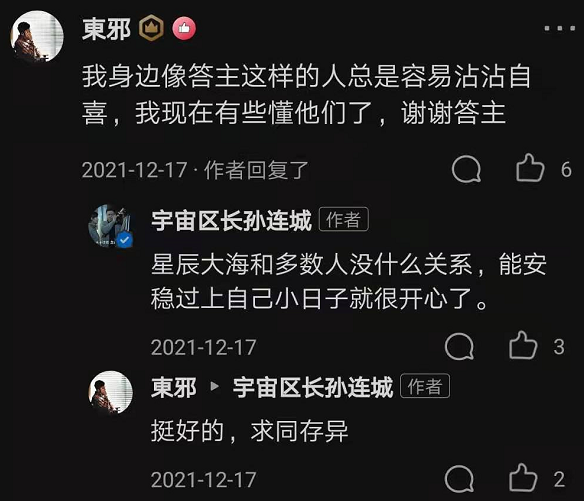 東邪
我身边像答主这样的人总是容易沾沾自
喜，我现在有些懂他们了，谢谢答主
2021-12-17 · 作者回复了
6
宇宙区长孙连城 作者
星辰大海和多数人没什么关系，能安
稳过上自己小日子就很开心了。
2021-12-17
3
東邪 ▸ 宇宙区长孙连城 作者
挺好的，求同存异
2021-12-17
2